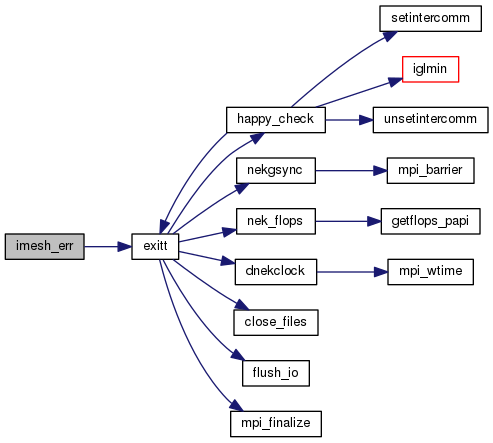 setintercomm
iglmin
happy_check
unsetintercomm
nekgsync
mpi_barrier
nek_flops
getflops_papi
imesh_err
exitt
dnekclock
mpi_wtime
close_files
flush_io
mpi_finalize